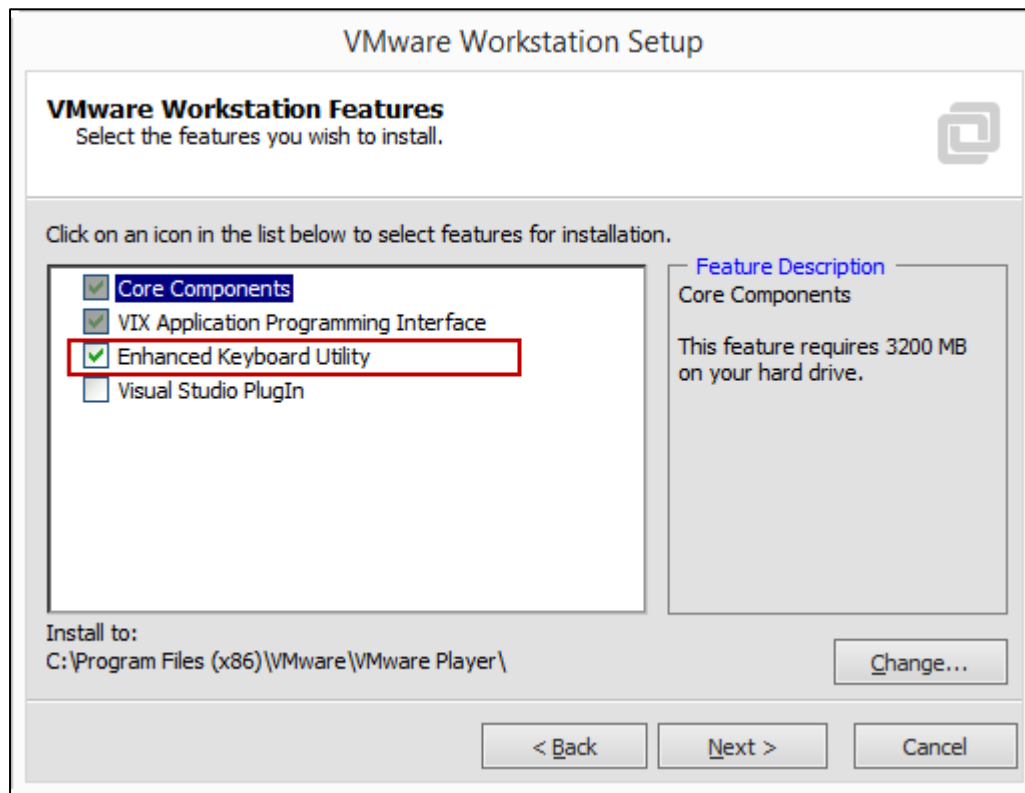 VMware Workstation Setup
VMware Workstation Features
Select the features you wish to install.
Click on an icon in the list below to select features for installation.
Core Components
VIX Application Programming Interface
Enhanced Keyboard Utility
Visual Studio PlugIn
Feature Description
Core Components
This feature requires 3200 MB
on your hard drive.
Install to:
C:\Program Files (x86)\VMware\VMware Player\
Change...
< Back
Next >
Cancel